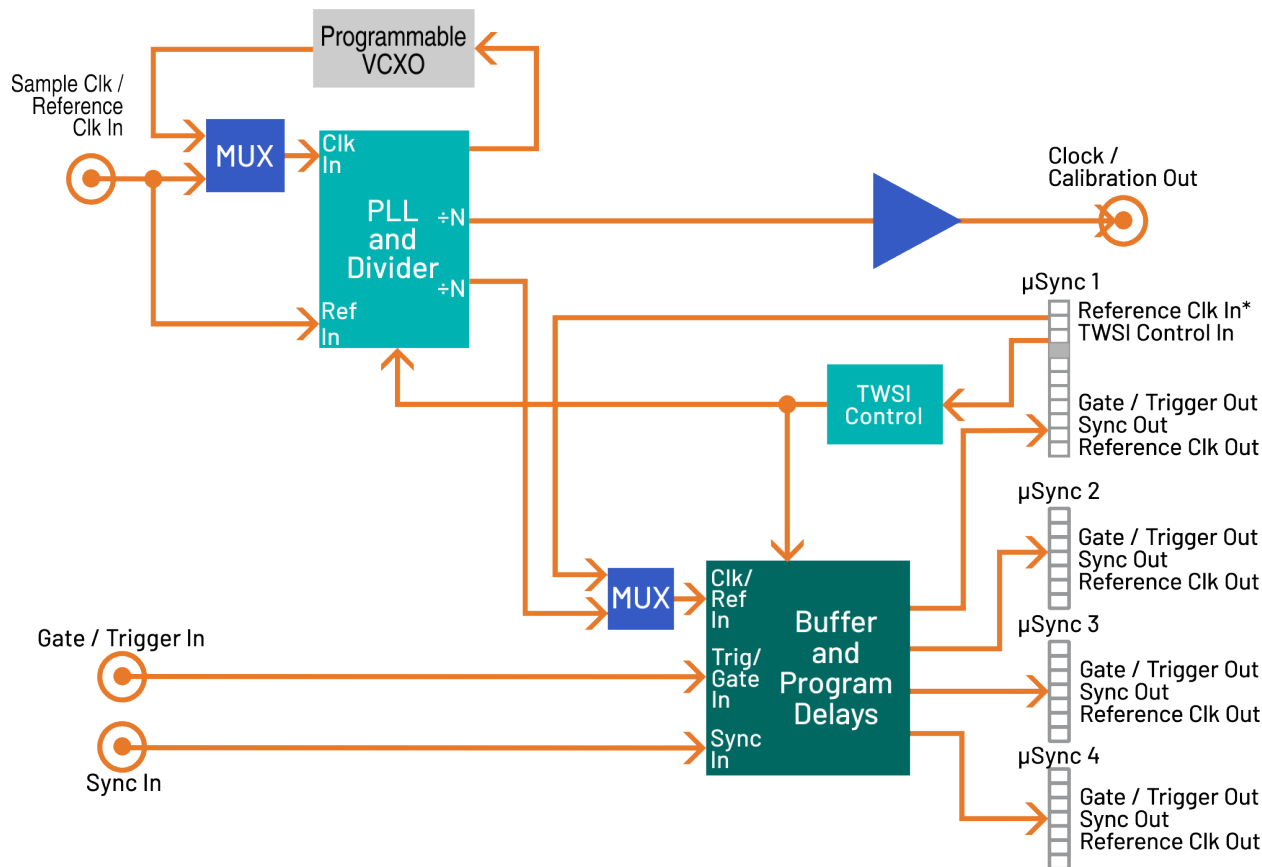 Programmable
VCXO
Sample Clk /
Reference
Clk In
MUX
Clk
In
PLL
and
Divider
÷N
÷N
Ref
In
Clock /
Calibration Out
µSync 1
Reference Clk In*
TWSI Control In
TWSI
Control
Gate / Trigger Out
Sync Out
Reference Clk Out
µSync 2
Gate / Trigger Out
Sync Out
Reference Clk Out
MUX
Clk/
Ref
In
Trig/
Gate
In
Sync
In
Buffer
and
Program
Delays
Gate / Trigger In
Sync In
µSync 3
Gate / Trigger Out
Sync Out
Reference Clk Out
µSync 4
Gate / Trigger Out
Sync Out
Reference Clk Out